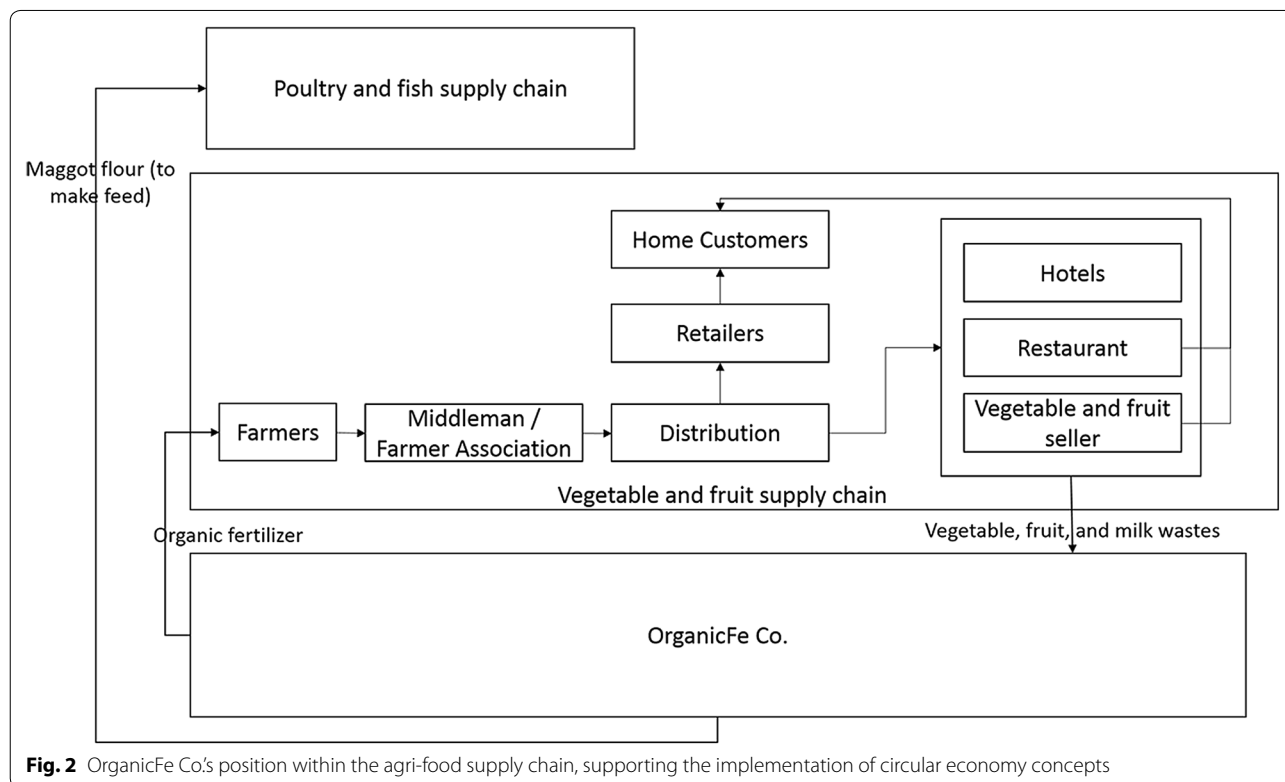 Poultry and fish supply chain
Maggot flour (to
make feed)
Home Customers
Hotels
Retailers
Restaurant
Farmers
Middleman /
Farmer Association
Distribution
Vegetable and fruit
seller
Vegetable and fruit supply chain
Organic fertilizer
Vegetable, fruit, and milk wastes
OrganicFe Co.
Fig. 2 OrganicFe Co.'s position within the agri-food supply chain, supporting the implementation of circular economy concepts